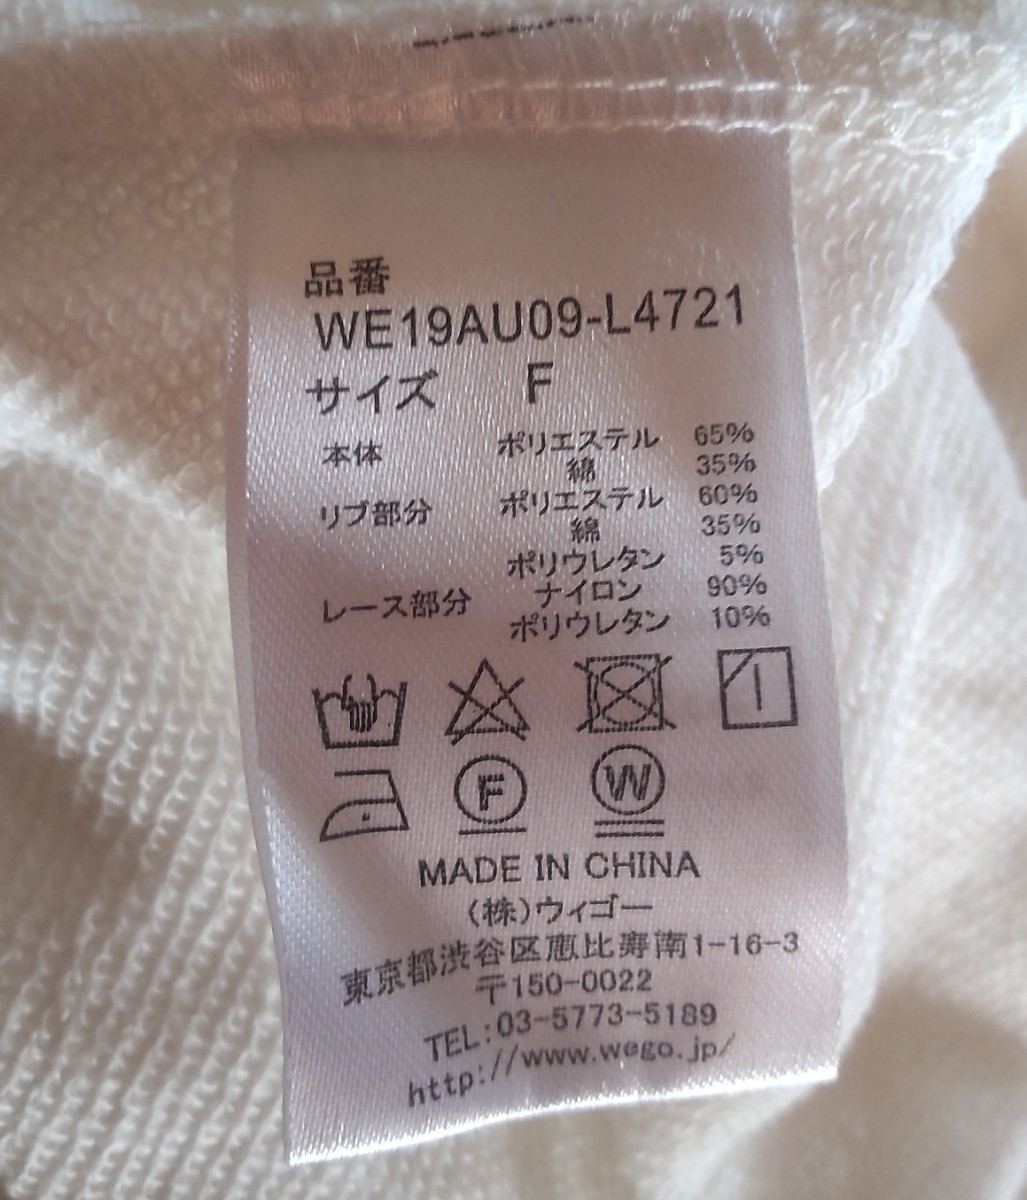 品番
WE19AU09-L4721
サイズ F
本体 ポリエステル 65%
綿 35%
リブ部分 ポリエステル 60%
綿 35%
ポリウレタン 5%
レース部分 ナイロン 90%
ポリウレタン 10%
F W
MADE IN CHINA
(株)ウィゴー
東京都渋谷区恵比寿南1-16-3
〒150-0022
TEL:03-5773-5189
http://www.wego.jp/